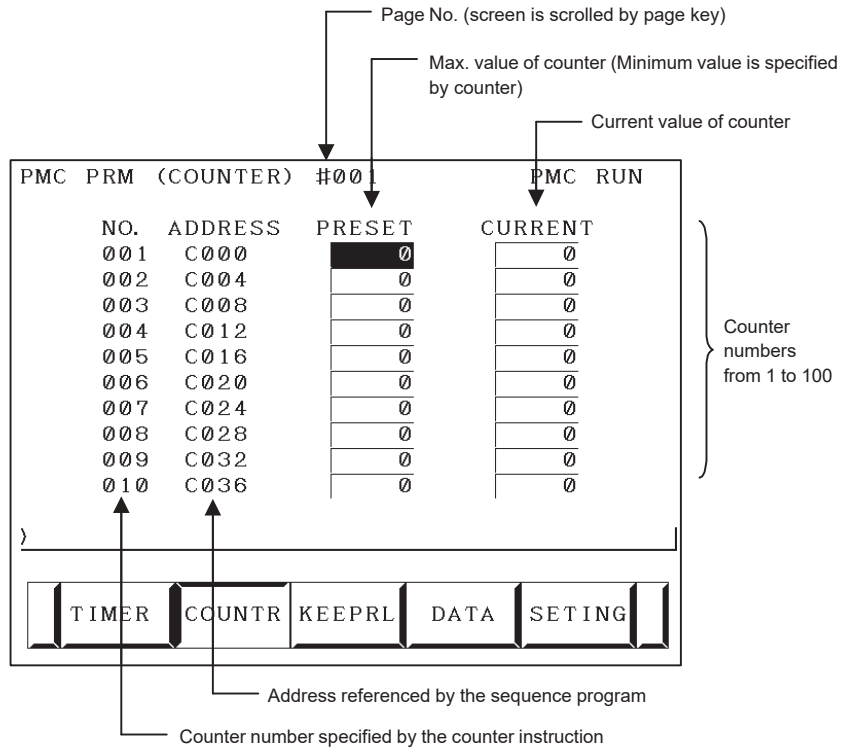 Page No. (screen is scrolled by page key)
Max. value of counter (Minimum value is specified
by counter)
Current value of counter
PMC PRM (COUNTER) #001 PMC RUN
NO. ADDRESS PRESET CURRENT
001 C000 0 0
002 C004 0 0
003 C008 0 0
004 C012 0 0
005 C016 0 0
006 C020 0 0
007 C024 0 0
008 C028 0 0
009 C032 0 0
010 C036 0 0
Counter
numbers
from 1 to 100
)
TIMER COUNTR KEEPRL DATA SETING
Address referenced by the sequence program
Counter number specified by the counter instruction